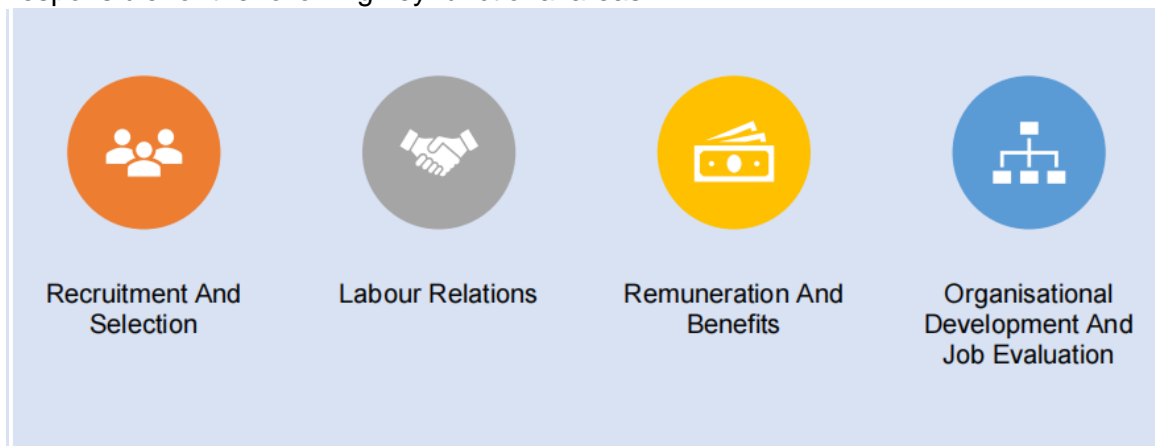 Recruitment And
Selection
Labour Relations
Remuneration And
Benefits
Organisational
Development And
Job Evaluation